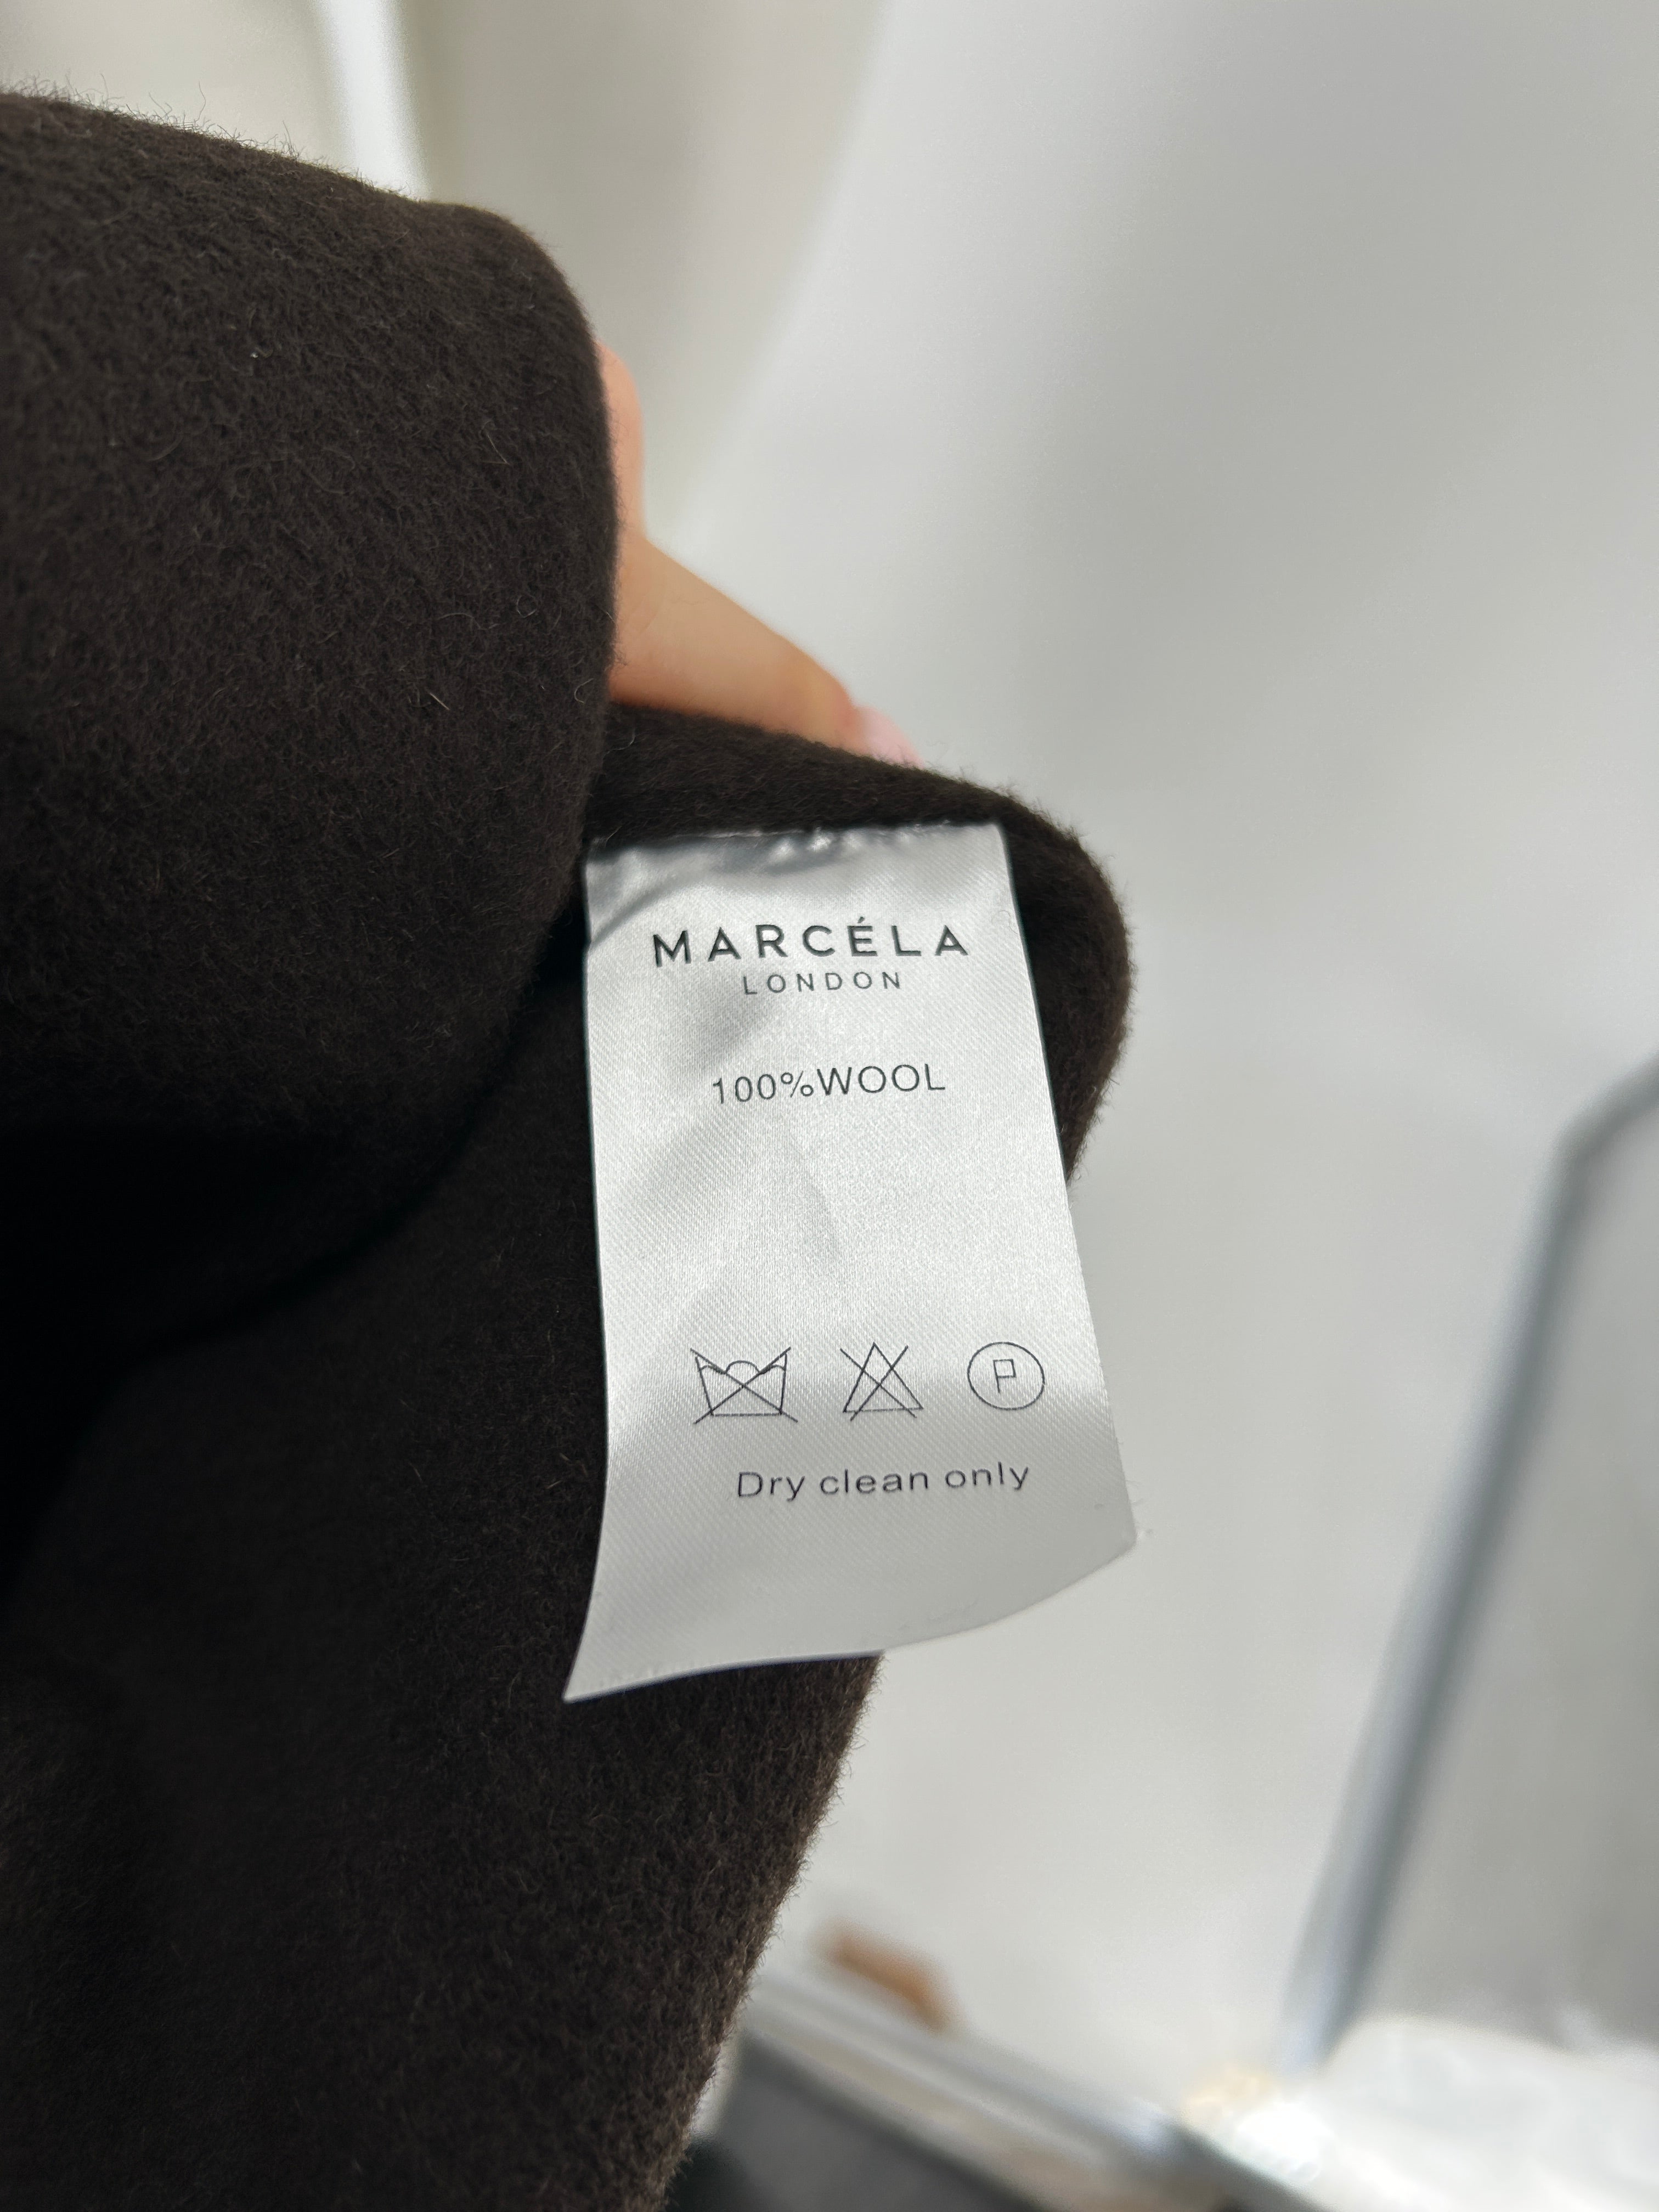 MARCÉLA
LONDON
100%WOOL
P
Dry clean only